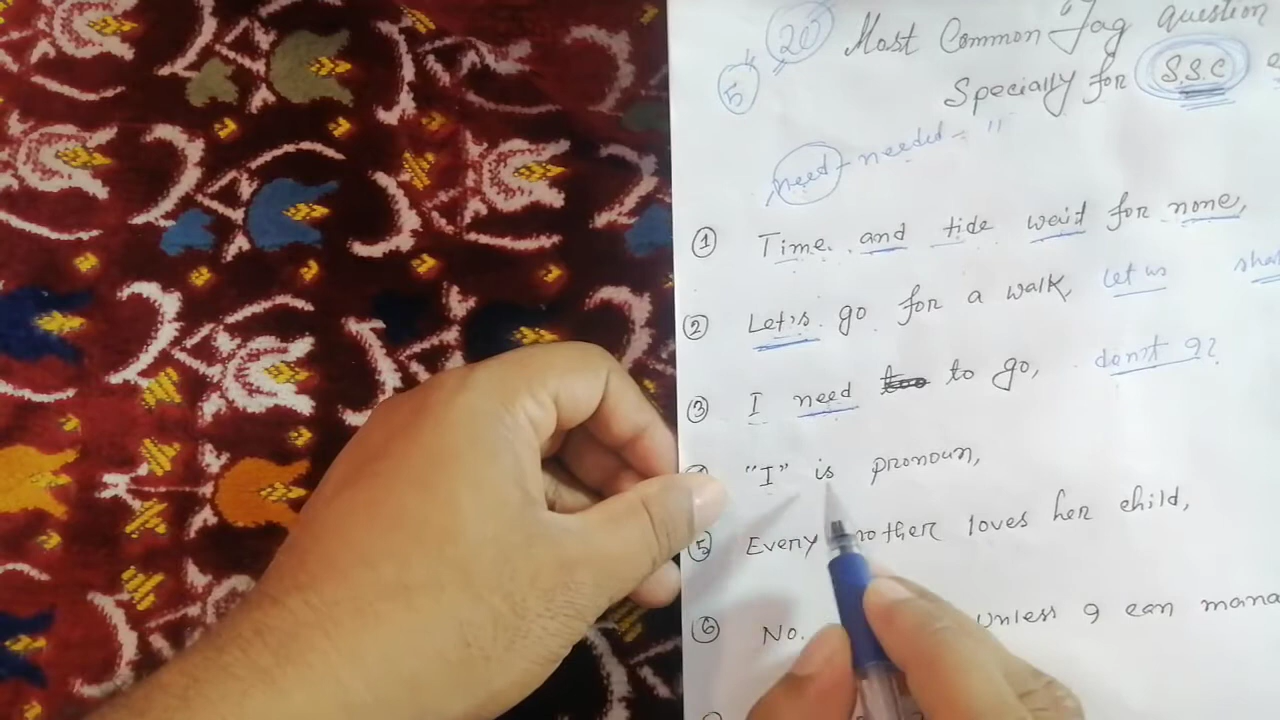 20 Most Common Tag Question
5 Specially for S.S.C
need - needed - "
1 Time and tide wait for none,
2 Let's go for a walk, let us
3 I need to go, don't I?
"I" is pronoun,
5 Every mother loves her child,
6 No. unless I can